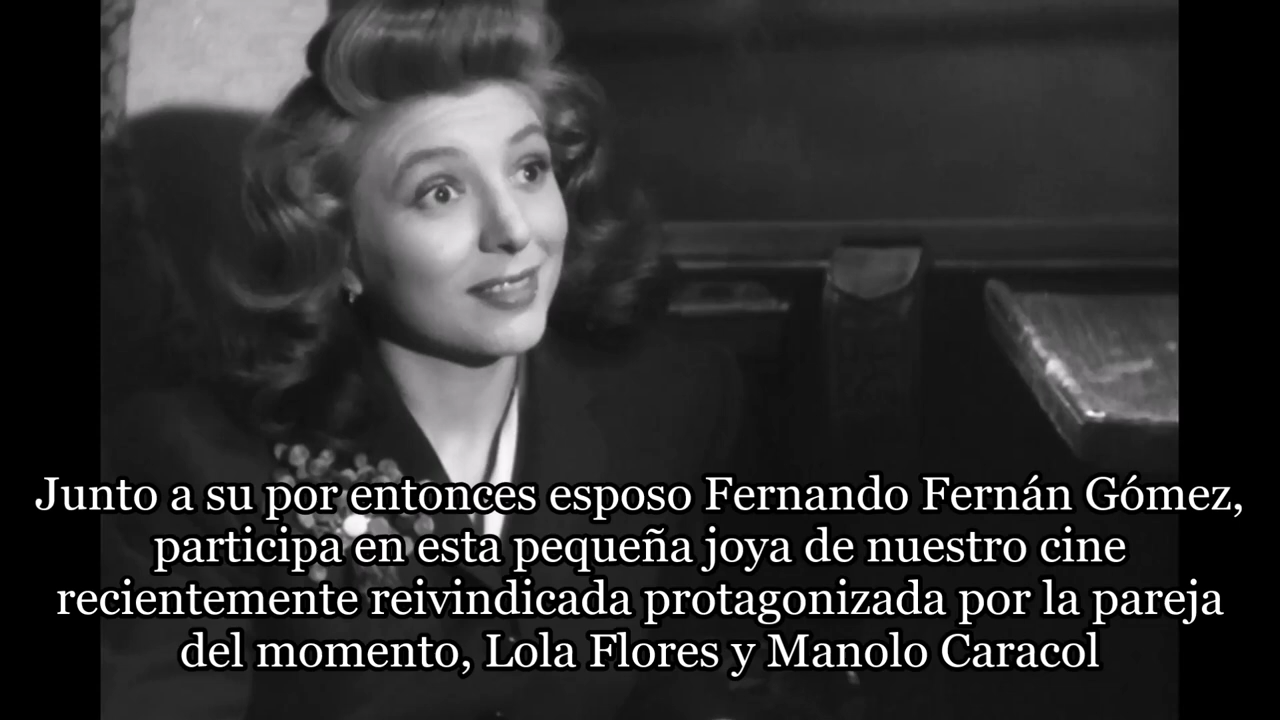 Junto a su por entonces esposo Fernando Fernán Gómez,
participa en esta pequeña joya de nuestro cine
recientemente reivindicada protagonizada por la pareja
del momento, Lola Flores y Manolo Caracol